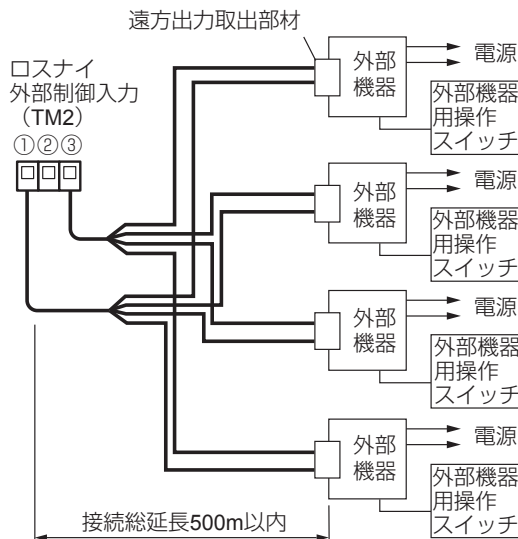 遠方出力取出部材
ロスナイ
外部制御入力
（TM2）
①②③
外部
機器
電源
外部機器
用操作
スイッチ
外部
機器
電源
外部機器
用操作
スイッチ
外部
機器
電源
外部機器
用操作
スイッチ
外部
機器
電源
外部機器
用操作
スイッチ
接続総延長500m以内